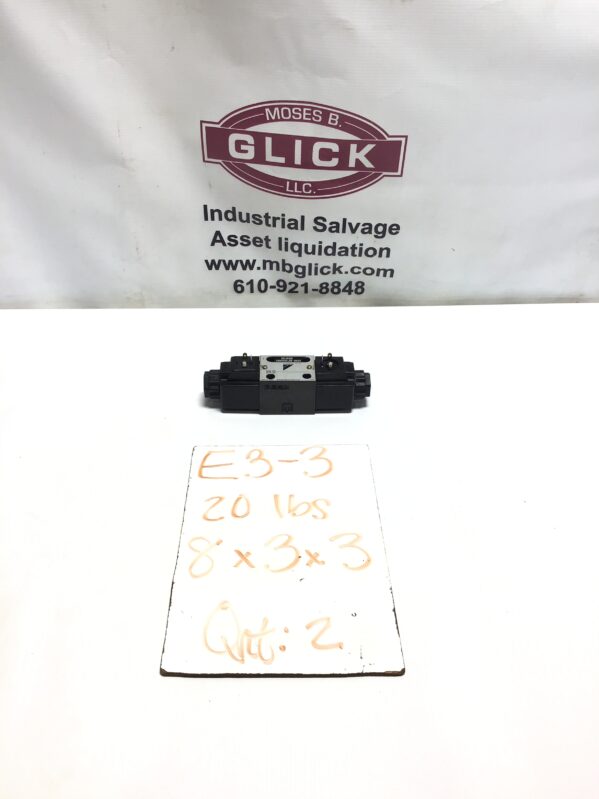 MOSES B.
GLICK
LLC.
Industrial Salvage
Asset liquidation
www.mbglick.com
610-921-8848
E3-3
20 lbs
8 x 3 x 3
Qnt: 2